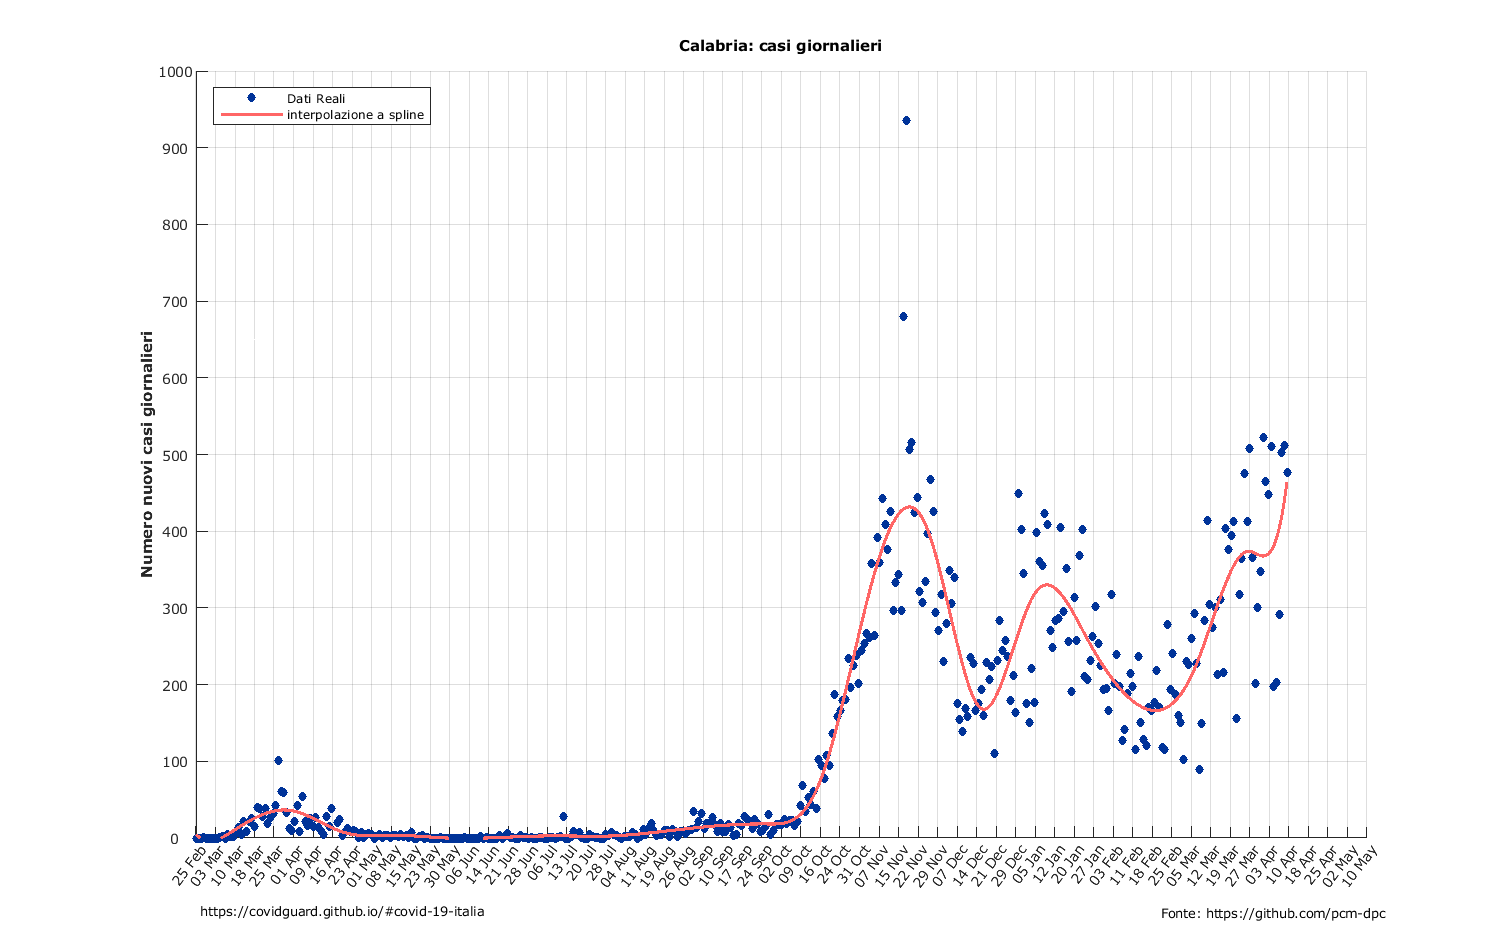 Calabria: casi giornalieri
1000
900
800
700
600
500
400
300
200
100
0
Numero nuovi casi giornalieri
Dati Reali
interpolazione a spline
25 Feb
03 Mar
10 Mar
18 Mar
25 Mar
01 Apr
09 Apr
16 Apr
23 Apr
01 May
08 May
15 May
23 May
30 May
06 Jun
14 Jun
21 Jun
28 Jun
06 Jul
13 Jul
20 Jul
28 Jul
04 Aug
11 Aug
19 Aug
26 Aug
02 Sep
10 Sep
17 Sep
24 Sep
02 Oct
09 Oct
16 Oct
24 Oct
31 Oct
07 Nov
15 Nov
22 Nov
29 Nov
07 Dec
14 Dec
21 Dec
29 Dec
05 Jan
12 Jan
20 Jan
27 Jan
03 Feb
11 Feb
18 Feb
25 Feb
05 Mar
12 Mar
19 Mar
27 Mar
03 Apr
10 Apr
18 Apr
25 Apr
02 May
10 May
https://covidguard.github.io/#covid-19-italia
Fonte: https://github.com/pcm-dpc